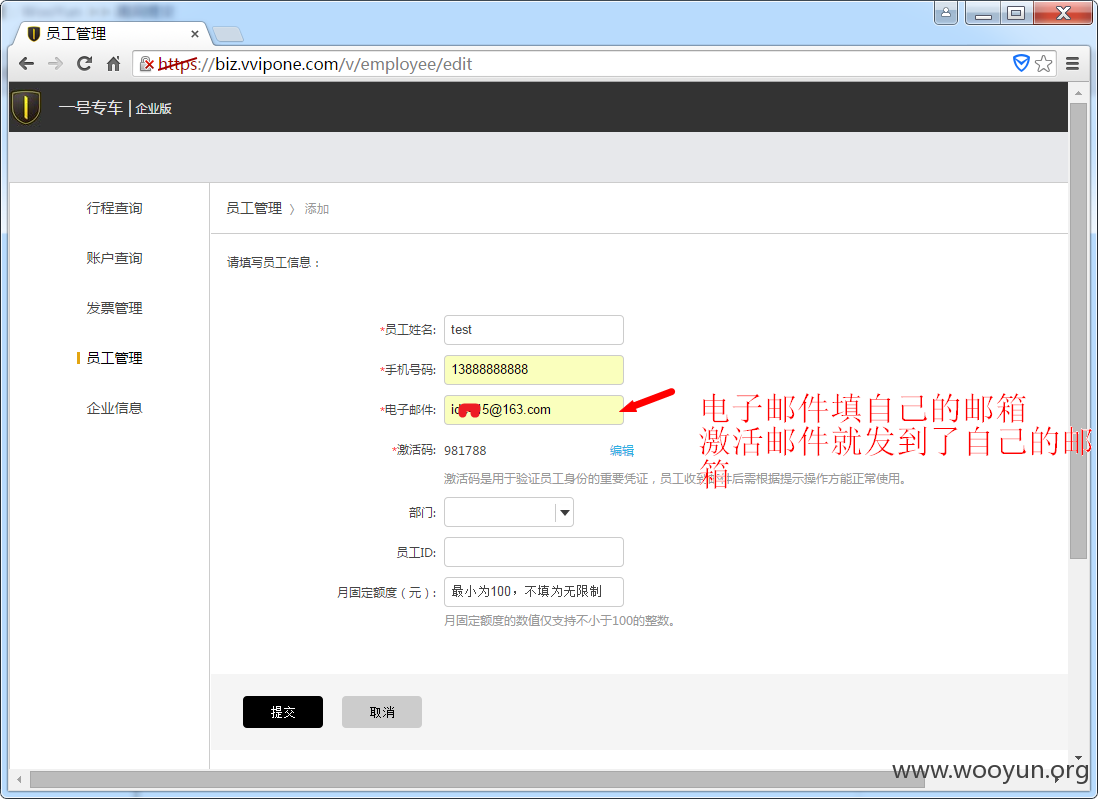 员工管理
https://biz.vvipone.com/v/employee/edit
一号专车 | 企业版
行程查询
账户查询
发票管理
员工管理
企业信息
员工管理 〉 添加
请填写员工信息：
*员工姓名: test
*手机号码: 13888888888
*电子邮件: 5@163.com
电子邮件填自己的邮箱
激活邮件就发到了自己的邮
箱
*激活码: 981788 编辑
激活码是用于验证员工身份的重要凭证，员工收到邮件后需根据提示操作方能正常使用。
部门:
员工ID:
月固定额度（元）: 最小为100，不填为无限制
月固定额度的数值仅支持不小于100的整数。
提交 取消
www.wooyun.org